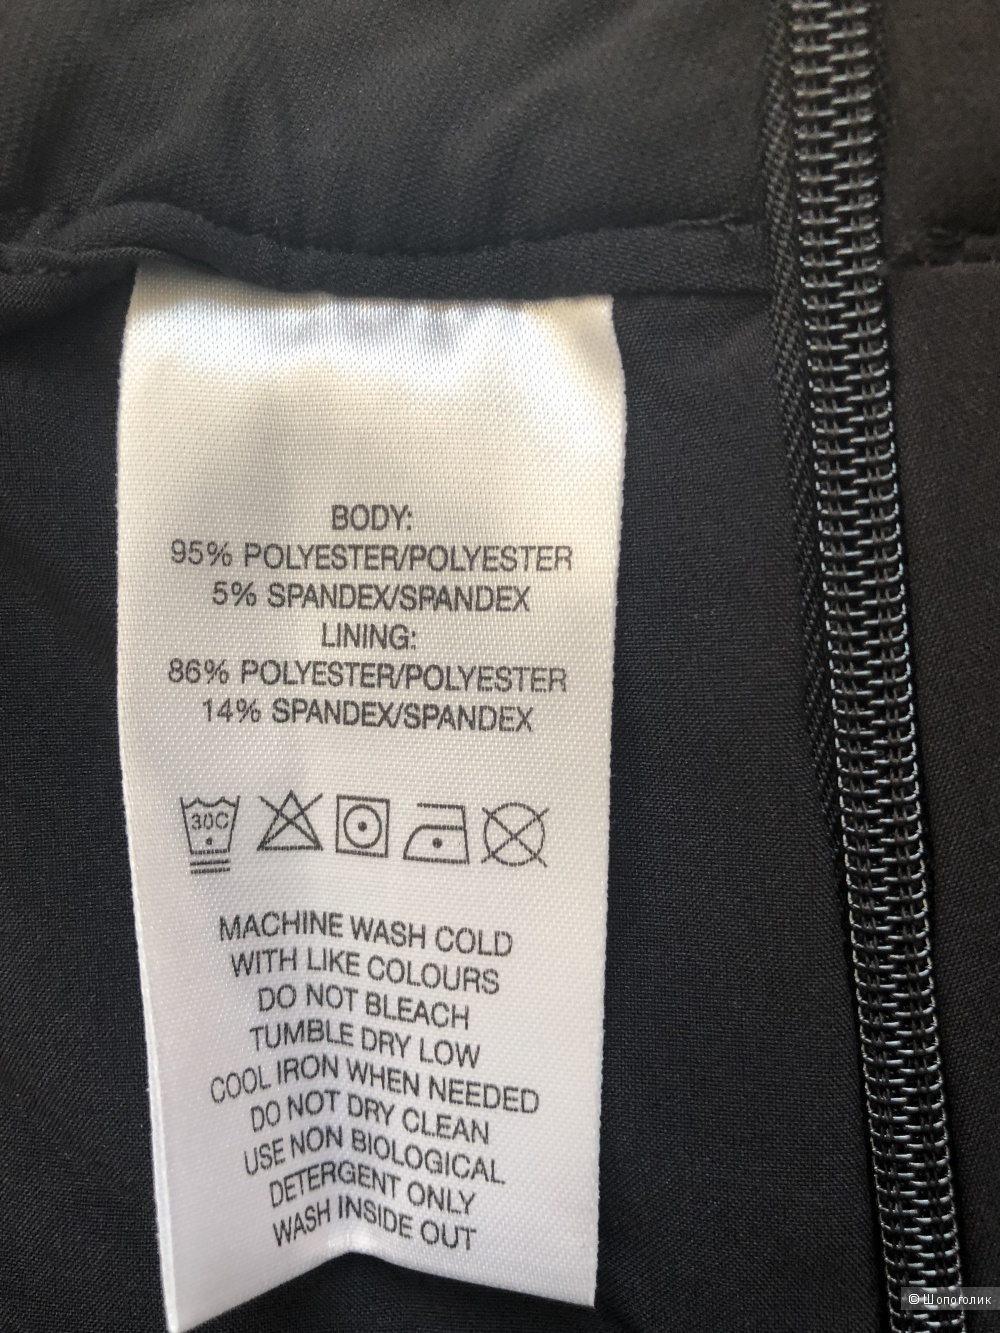 BODY:
95% POLYESTER/POLYESTER
5% SPANDEX/SPANDEX
LINING:
86% POLYESTER/POLYESTER
14% SPANDEX/SPANDEX
30C
MACHINE WASH COLD
WITH LIKE COLOURS
DO NOT BLEACH
TUMBLE DRY LOW
COOL IRON WHEN NEEDED
DO NOT DRY CLEAN
USE NON BIOLOGICAL
DETERGENT ONLY
WASH INSIDE OUT
© Шопоголик